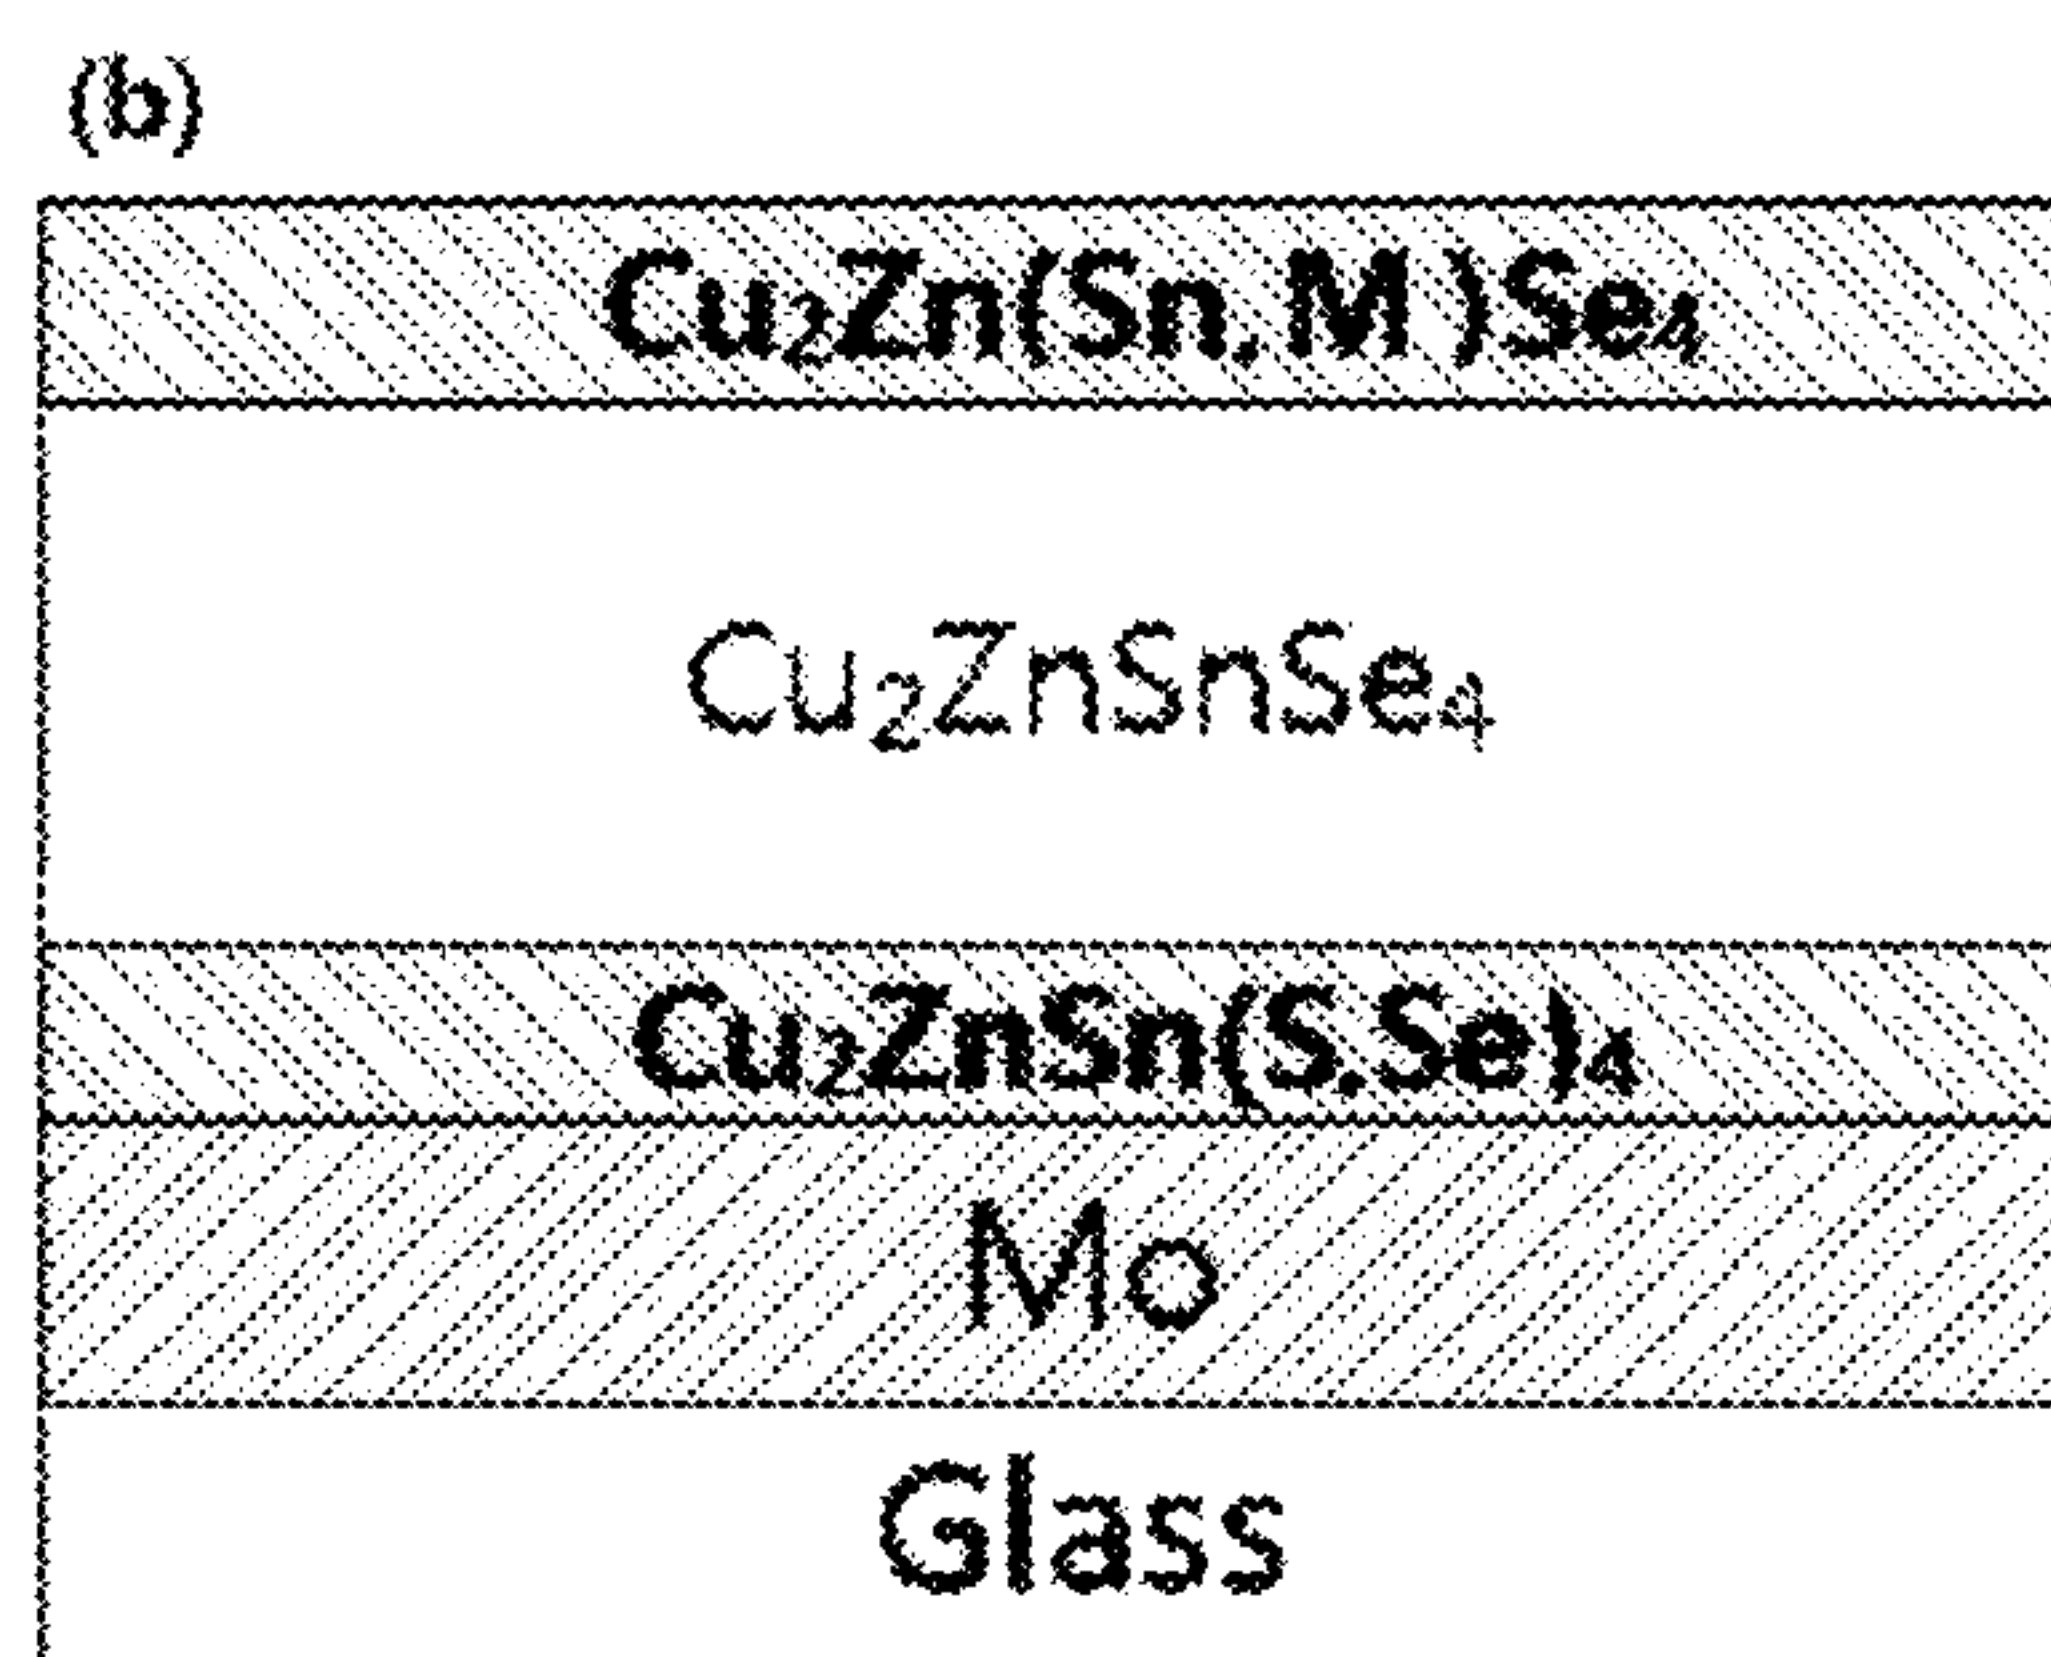 (b)
Cu₂Zn(Sn.M )Se₄
Cu₂ZnSnSe₄
Cu₂ZnSn(S.Se)₄
Mo
Glass